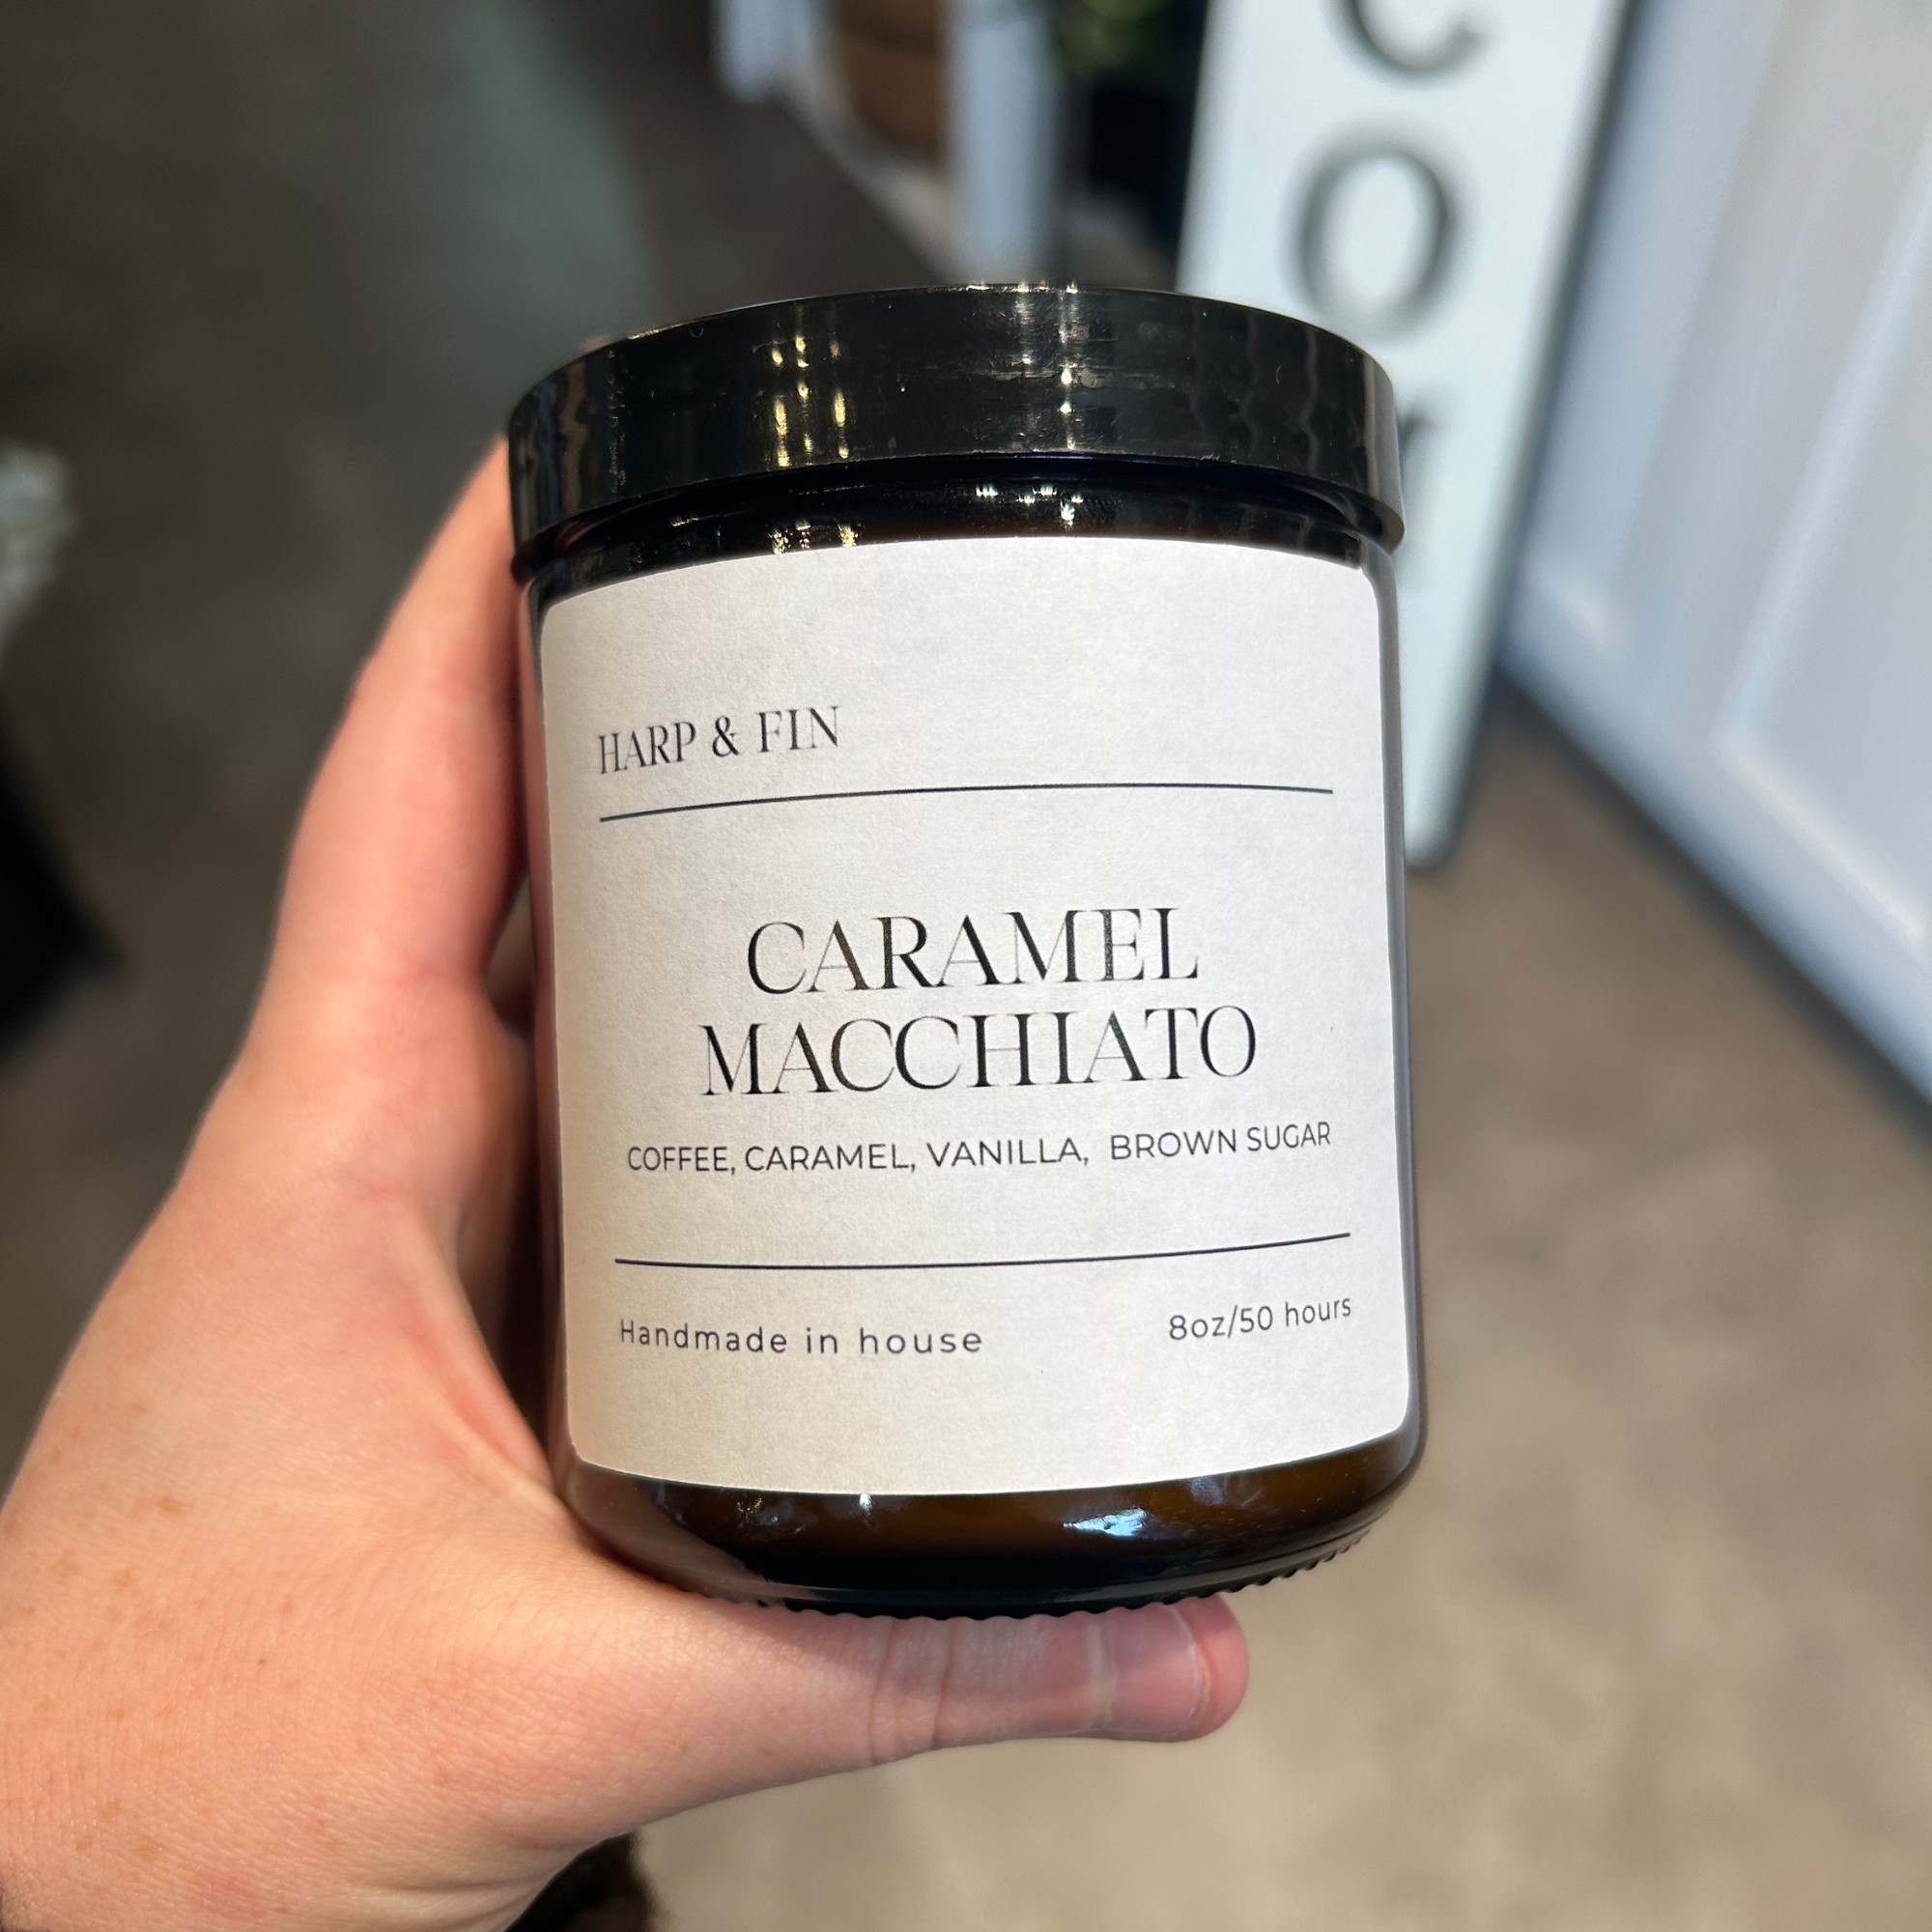 C
O
HARP & FIN
CARAMEL
MACCHIATO
COFFEE, CARAMEL, VANILLA, BROWN SUGAR
Handmade in house
8oz/50 hours